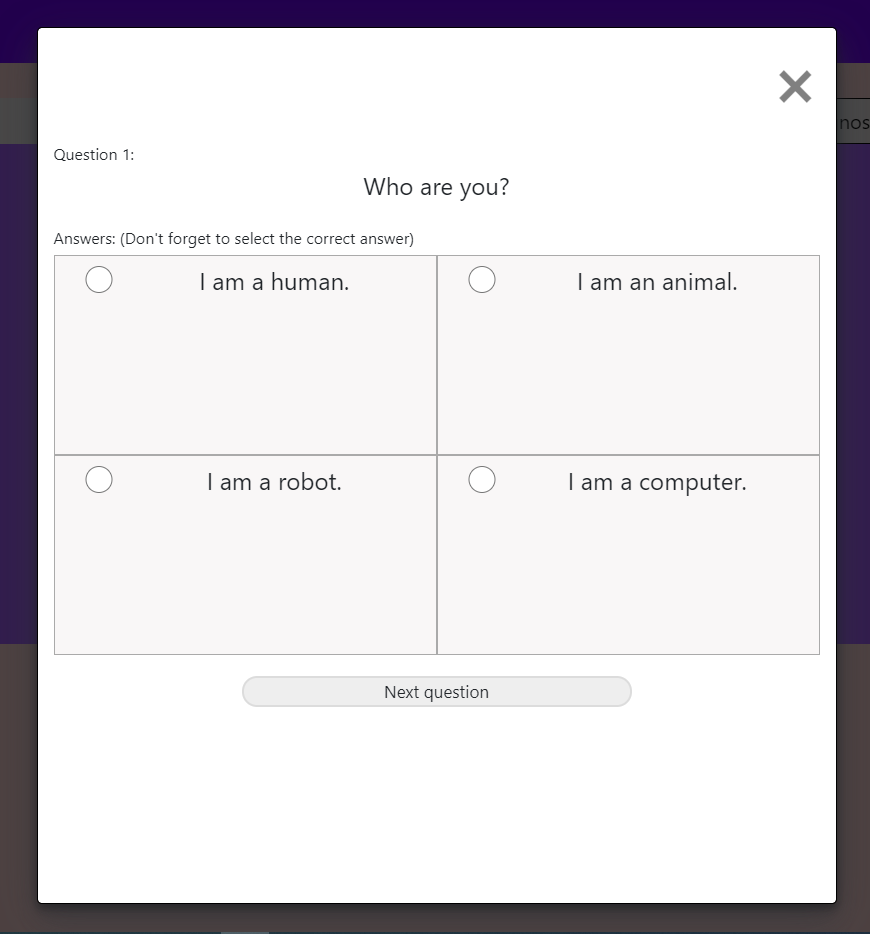 nos
Question 1:
Who are you?
Answers: (Don't forget to select the correct answer)
I am a human.
I am an animal.
I am a robot.
I am a computer.
Next question